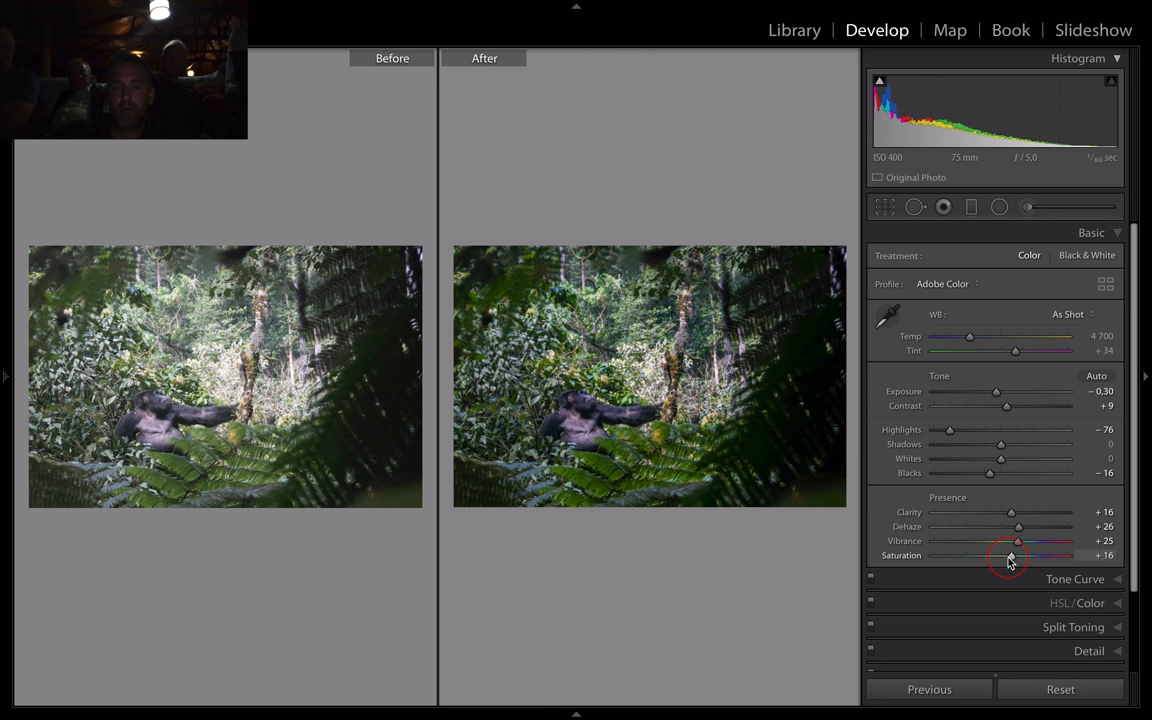 Library | Develop | Map | Book | Slideshow
Before
After
Histogram
ISO 400 75 mm ƒ / 5,0 1/80 sec
Original Photo
Basic
Treatment : Color | Black & White
Profile : Adobe Color
WB : As Shot
Temp 4 700
Tint + 34
Tone Auto
Exposure − 0,30
Contrast + 9
Highlights − 76
Shadows 0
Whites 0
Blacks − 16
Presence
Clarity + 16
Dehaze + 26
Vibrance + 25
Saturation + 16
Tone Curve
HSL / Color
Split Toning
Detail
Previous Reset